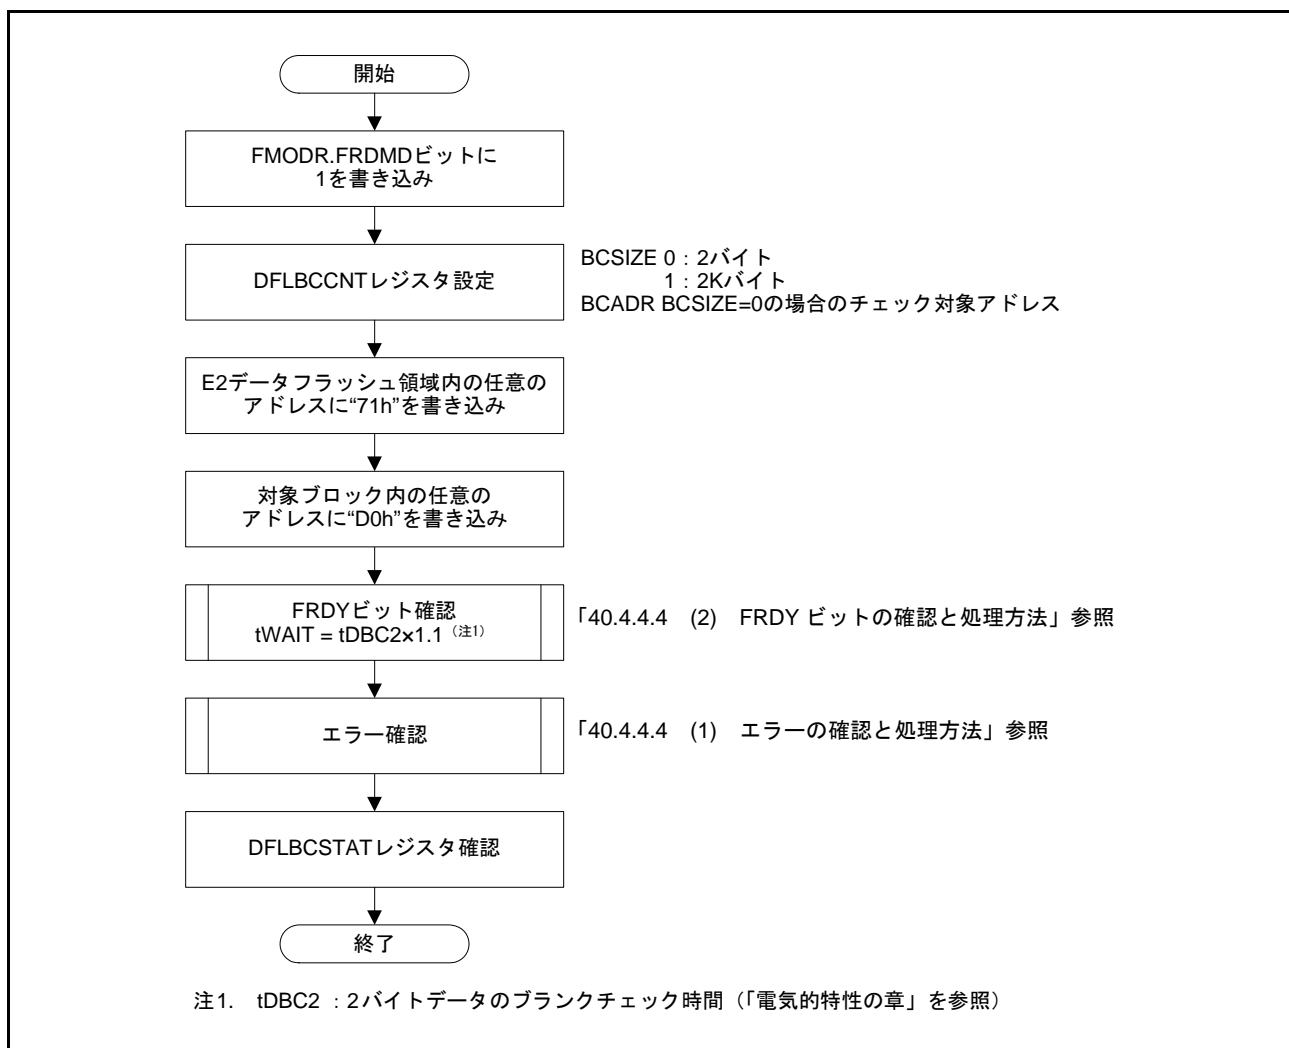 開始
FMODR.FRDMDビットに
1を書き込み
DFLBCCNTレジスタ設定
BCSIZE 0：2バイト
1：2Kバイト
BCADR BCSIZE=0の場合のチェック対象アドレス
E2データフラッシュ領域内の任意の
アドレスに“71h”を書き込み
対象ブロック内の任意の
アドレスに“D0h”を書き込み
FRDYビット確認
tWAIT = tDBC2×1.1（注1）
「40.4.4.4 (2) FRDY ビットの確認と処理方法」参照
エラー確認
「40.4.4.4 (1) エラーの確認と処理方法」参照
DFLBCSTATレジスタ確認
終了
注1. tDBC2 ：2バイトデータのブランクチェック時間（「電気的特性の章」を参照）